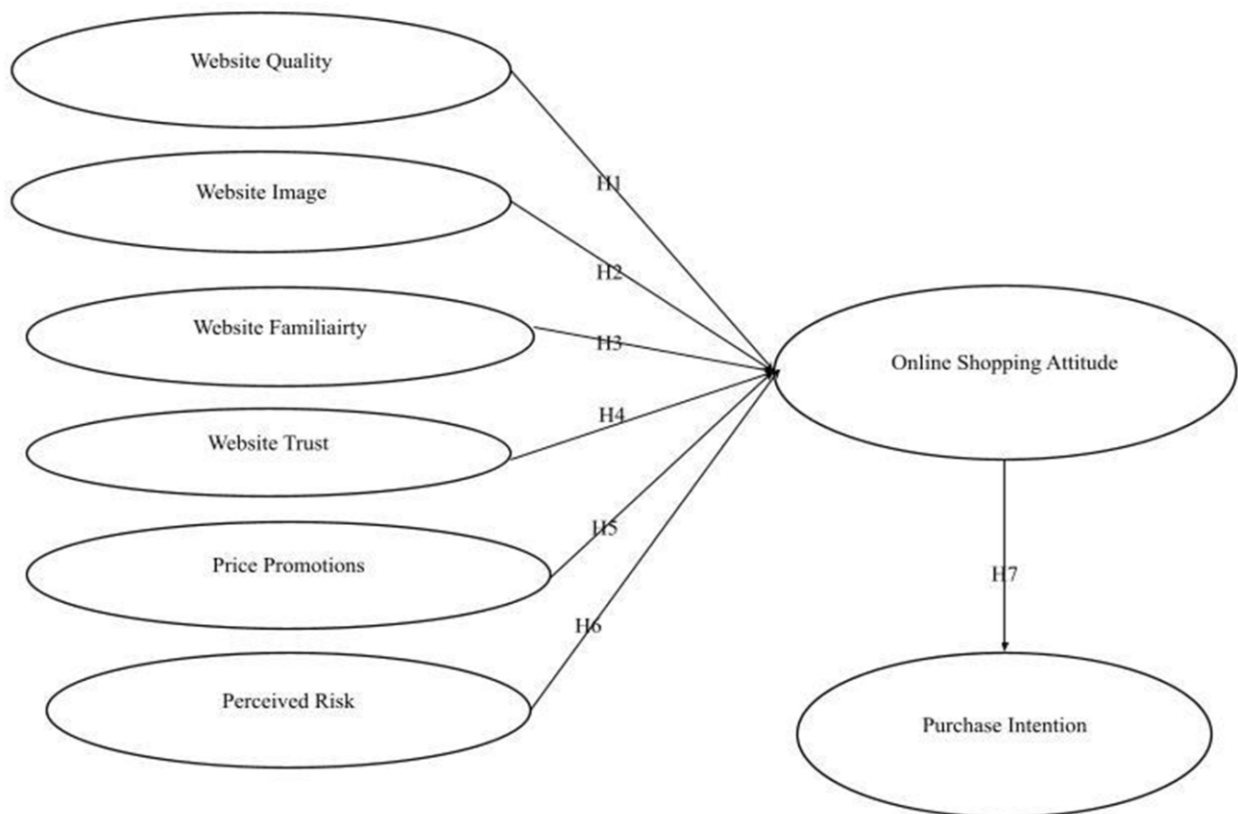 Website Quality
H1
Website Image
H2
Website Familiairty
H3
Online Shopping Attitude
H4
Website Trust
H5
Price Promotions
H7
H6
Perceived Risk
Purchase Intention